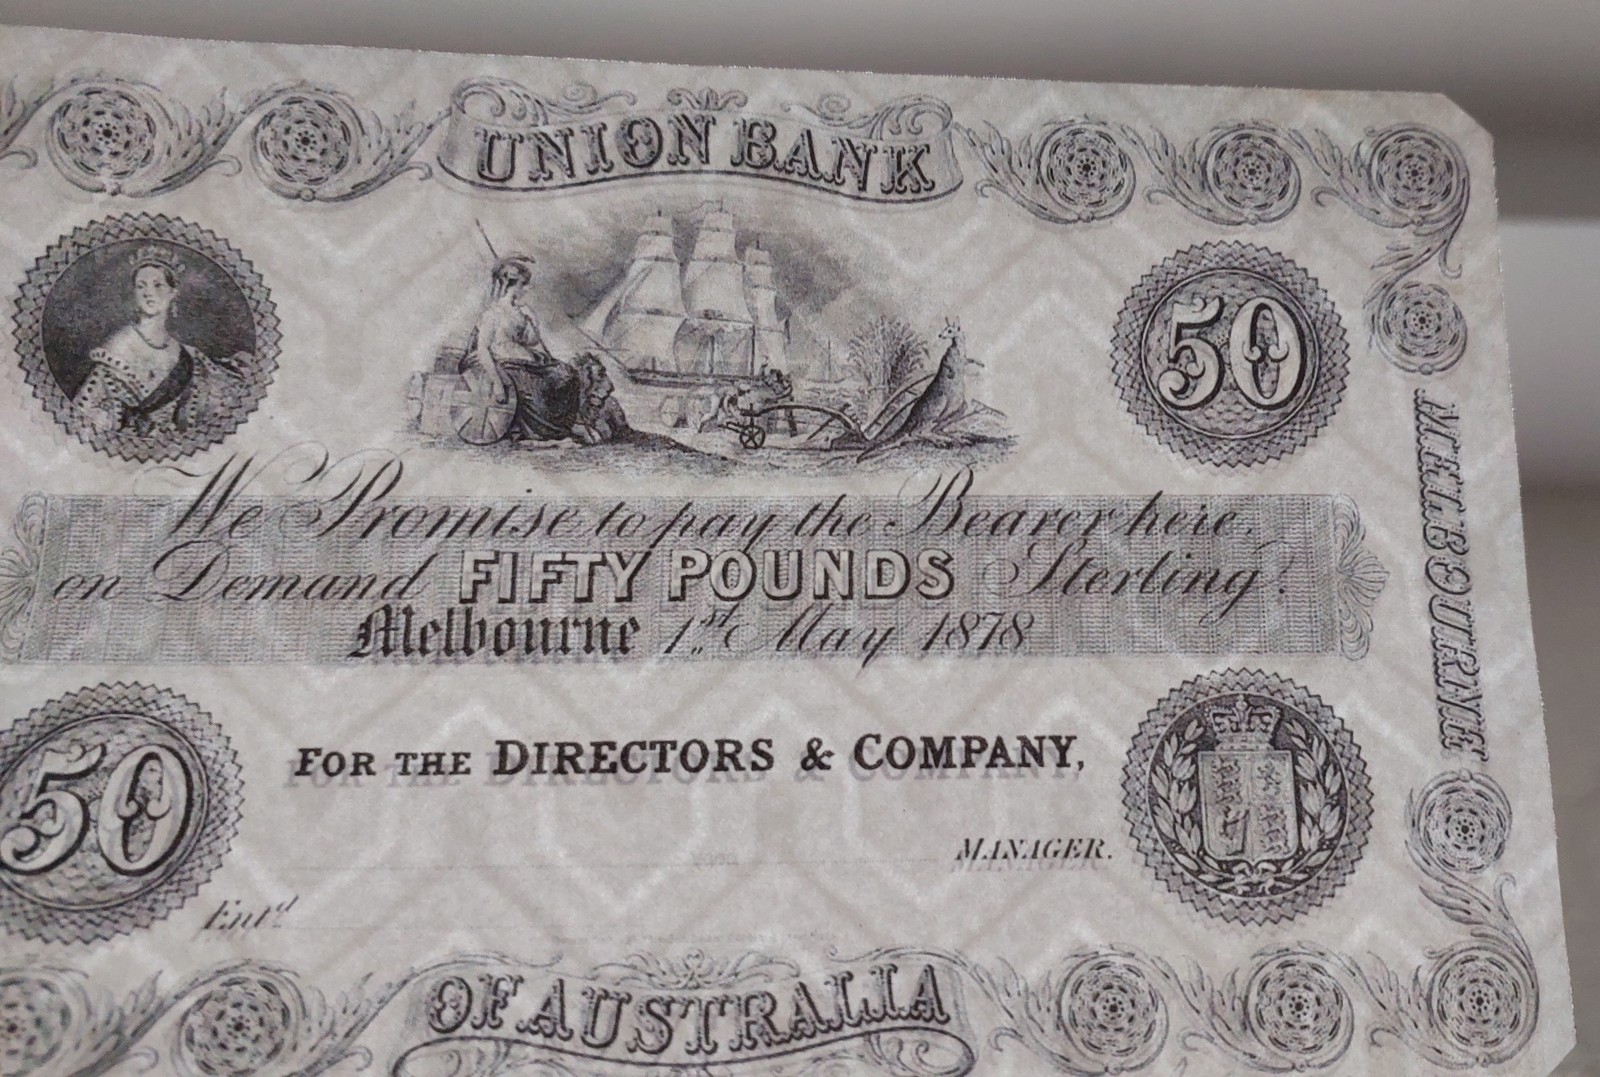 UNION BANK
50
MELBOURNE
We Promise to pay the Bearer here,
on Demand FIFTY POUNDS Sterling.
Melbourne 1st May 1878
50
FOR THE DIRECTORS & COMPANY,
MANAGER.
Entd
OF AUSTRALIA